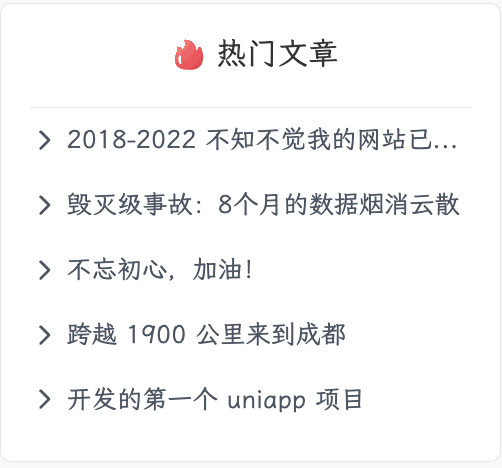 热门文章
2018-2022 不知不觉我的网站已...
毁灭级事故：8个月的数据烟消云散
不忘初心，加油！
跨越 1900 公里来到成都
开发的第一个 uniapp 项目